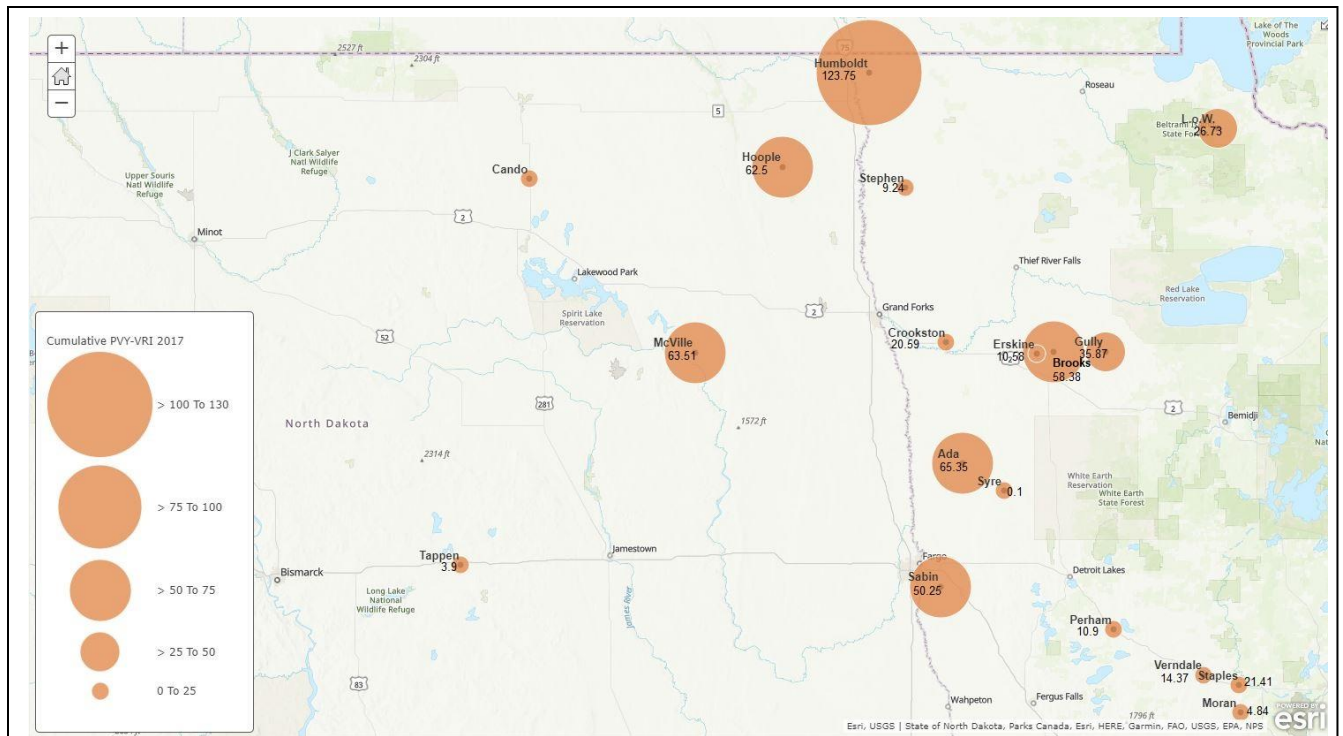 +
−
2527 ft
2304 ft
75
Lake of The
Woods
Provincial Park
Humboldt
123.75
Roseau
5
L.o.W.
26.73
J Clark Salyer
Natl Wildlife
Refuge
Upper Souris
Natl Wildlife
Refuge
Cando
Hoople
62.5
Stephen
9.24
2
Minot
Lakewood Park
Thief River Falls
Red Lake
Reservation
Spirit Lake
Reservation
2
Grand Forks
52
McVille
63.51
Crookston
20.59
Erskine
10.58
Gully
35.87
Brooks
58.38
2
Bemidji
281
North Dakota
1572 ft
2314 ft
Ada
65.35
Syre
0.1
White Earth
Reservation
White Earth
State Forest
Tappen
3.9
Jamestown
Bismarck
Long Lake
National
Wildlife Refuge
James River
Fargo
Sabin
50.25
Detroit Lakes
Perham
10.9
Verndale
14.37
Staples
21.41
Moran
4.84
83
Wahpeton
Fergus Falls
1796 ft
Cumulative PVY-VRI 2017
> 100 To 130
> 75 To 100
> 50 To 75
> 25 To 50
0 To 25
Esri, USGS | State of North Dakota, Parks Canada, Esri, HERE, Garmin, FAO, USGS, EPA, NPS
POWERED BY
esri